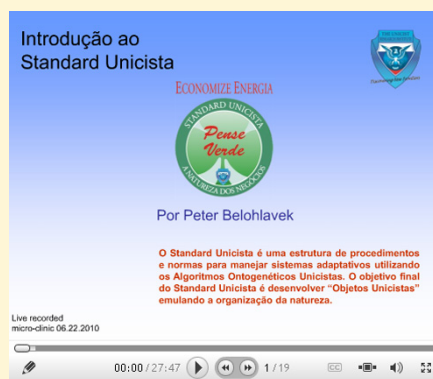 Introdução ao
Standard Unicista
ECONOMIZE ENERGIA
STANDARD UNICISTA
Pense
Verde
A NATUREZA DOS NEGÓCIOS
Por Peter Belohlavek
O Standard Unicista é uma estrutura de procedimentos
e normas para manejar sistemas adaptativos utilizando
os Algoritmos Ontogenéticos Unicistas. O objetivo final
do Standard Unicista é desenvolver “Objetos Unicistas”
emulando a organização da natureza.
Live recorded
micro-clinic 06.22.2010
00:00 / 27:47
1 / 19
CC